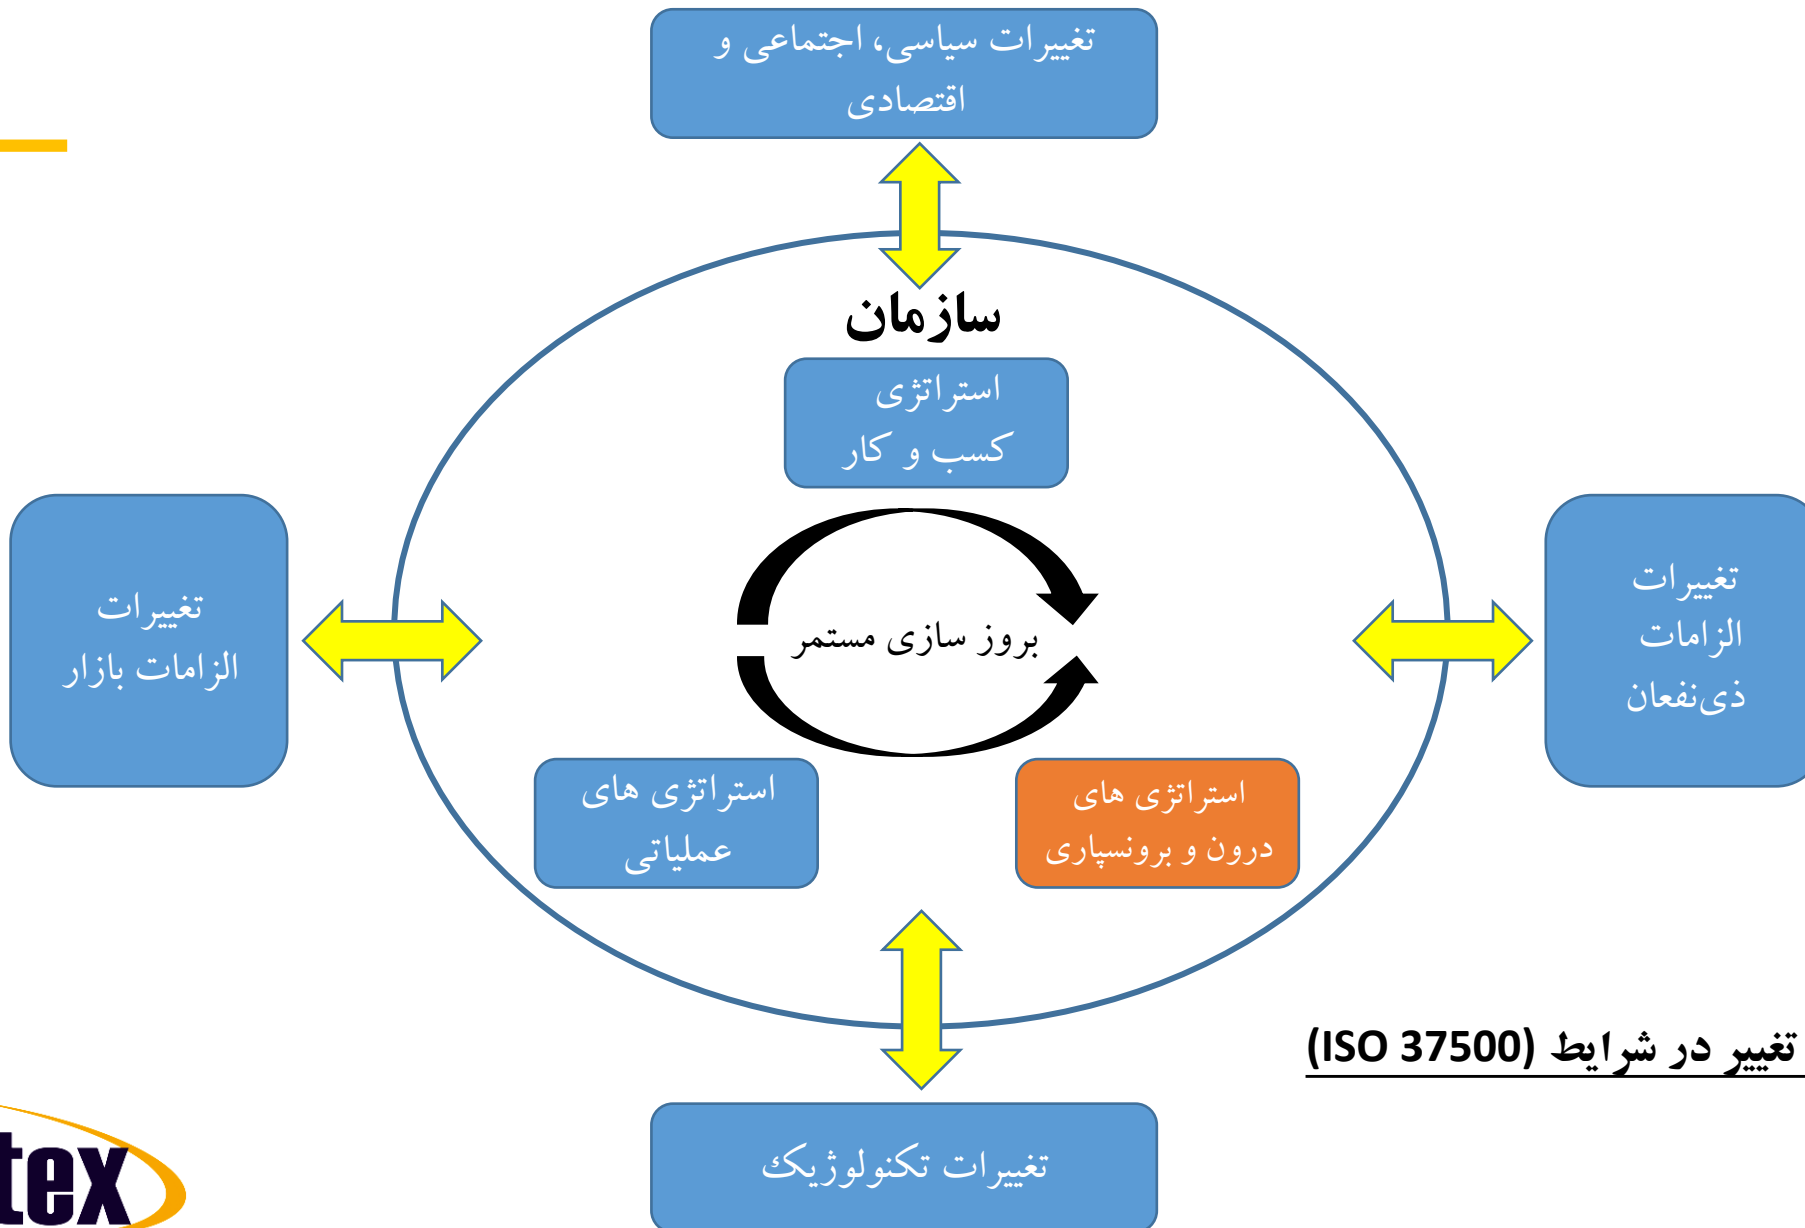 تغییرات سیاسی، اجتماعی و
اقتصادی
سازمان
استراتژی
کسب و کار
تغییرات
الزامات
ذی‌نفعان
بروز سازی مستمر
تغییرات
الزامات بازار
استراتژی های
درون و برونسپاری
استراتژی های
عملیاتی
تغییر در شرایط (ISO 37500)
تغییرات تکنولوژیک
tex